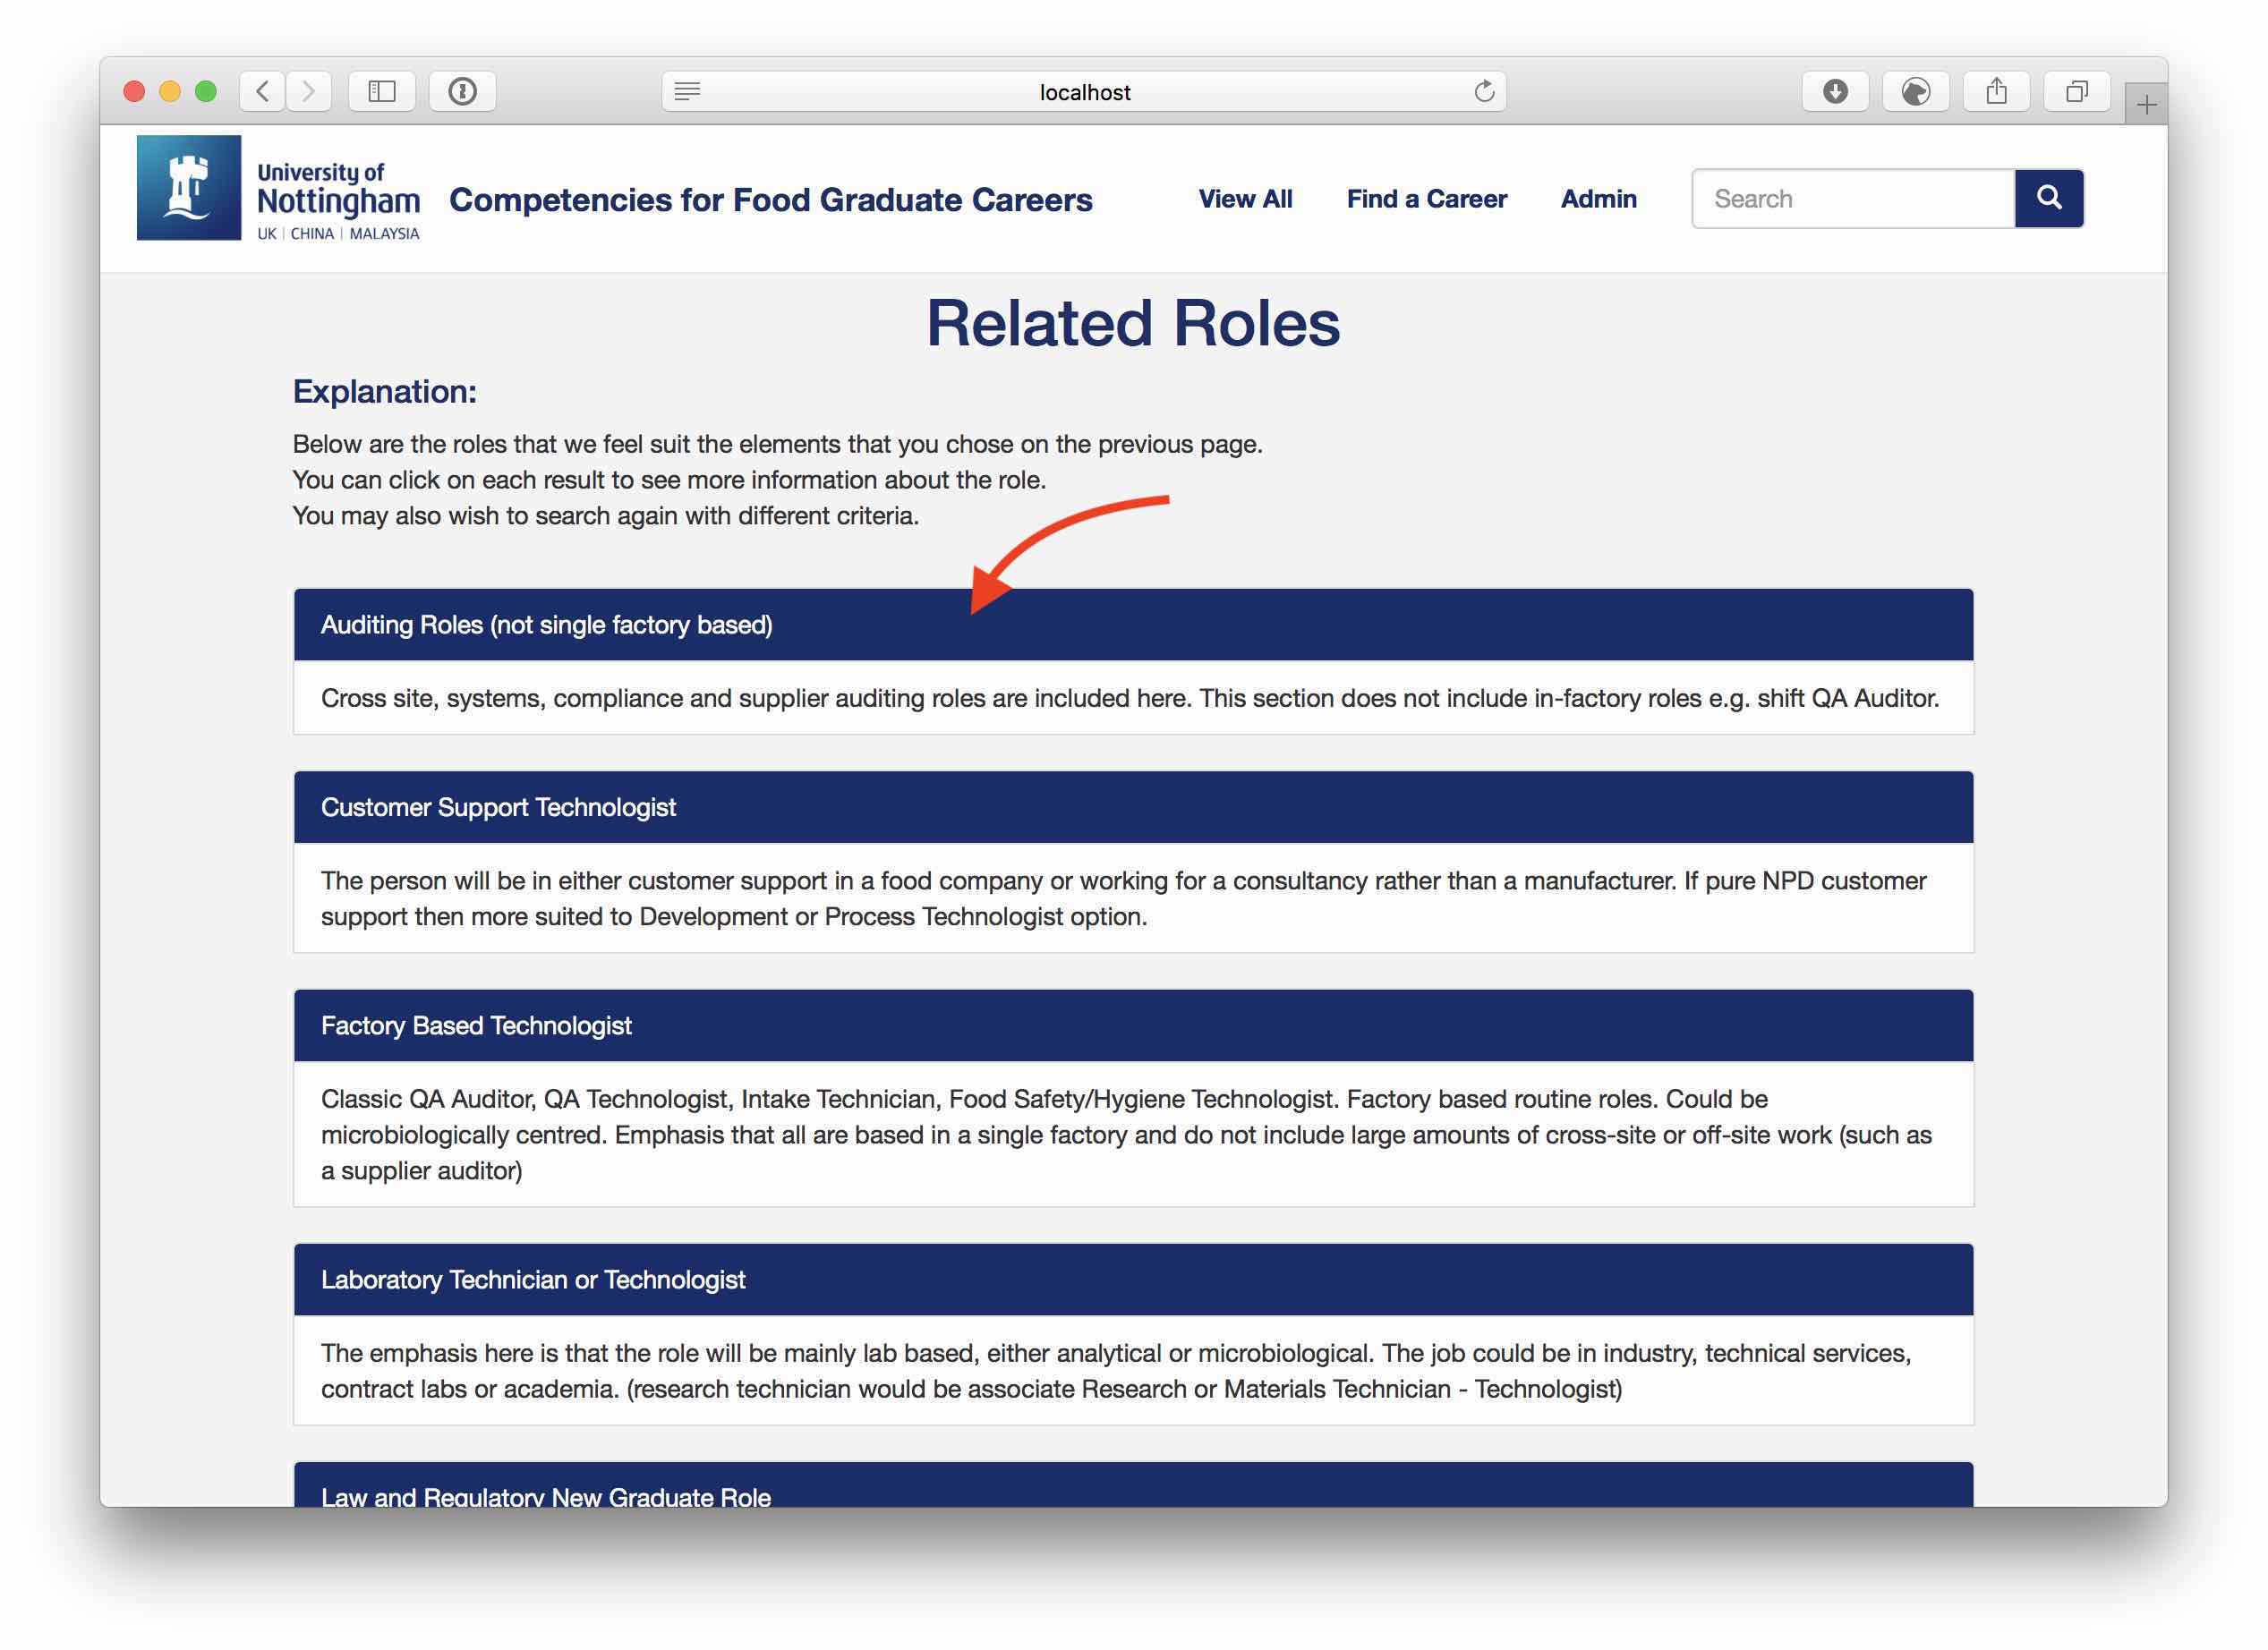 localhost
University of
Nottingham
UK | CHINA | MALAYSIA
Competencies for Food Graduate Careers
View All
Find a Career
Admin
Search
Related Roles
Explanation:
Below are the roles that we feel suit the elements that you chose on the previous page.
You can click on each result to see more information about the role.
You may also wish to search again with different criteria.
Auditing Roles (not single factory based)
Cross site, systems, compliance and supplier auditing roles are included here. This section does not include in-factory roles e.g. shift QA Auditor.
Customer Support Technologist
The person will be in either customer support in a food company or working for a consultancy rather than a manufacturer. If pure NPD customer
support then more suited to Development or Process Technologist option.
Factory Based Technologist
Classic QA Auditor, QA Technologist, Intake Technician, Food Safety/Hygiene Technologist. Factory based routine roles. Could be
microbiologically centred. Emphasis that all are based in a single factory and do not include large amounts of cross-site or off-site work (such as
a supplier auditor)
Laboratory Technician or Technologist
The emphasis here is that the role will be mainly lab based, either analytical or microbiological. The job could be in industry, technical services,
contract labs or academia. (research technician would be associate Research or Materials Technician - Technologist)
Law and Regulatory New Graduate Role